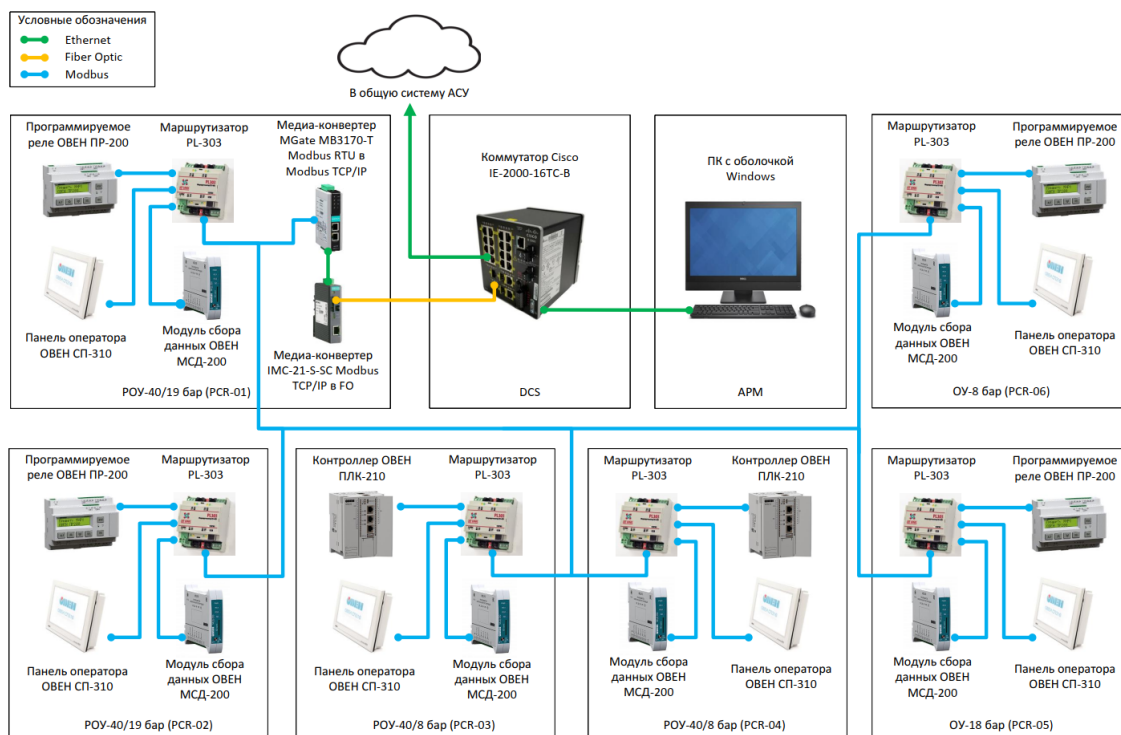 Условные обозначения
Ethernet
Fiber Optic
Modbus
В общую систему АСУ
Программируемое
реле ОВЕН ПР-200
Маршрутизатор
PL-303
Медиа-конвертер
MGate MB3170-T
Modbus RTU в
Modbus TCP/IP
Панель оператора
ОВЕН СП-310
Модуль сбора
данных ОВЕН
МСД-200
Медиа-конвертер
IMC-21-S-SC Modbus
TCP/IP в FO
РОУ-40/19 бар (PCR-01)
Коммутатор Cisco
IE-2000-16TC-B
DCS
ПК с оболочкой
Windows
АРМ
Маршрутизатор
PL-303
Программируемое
реле ОВЕН ПР-200
Модуль сбора
данных ОВЕН
МСД-200
Панель оператора
ОВЕН СП-310
ОУ-8 бар (PCR-06)
Программируемое
реле ОВЕН ПР-200
Маршрутизатор
PL-303
Панель оператора
ОВЕН СП-310
Модуль сбора
данных ОВЕН
МСД-200
РОУ-40/19 бар (PCR-02)
Контроллер ОВЕН
ПЛК-210
Маршрутизатор
PL-303
Панель оператора
ОВЕН СП-310
Модуль сбора
данных ОВЕН
МСД-200
РОУ-40/8 бар (PCR-03)
Маршрутизатор
PL-303
Контроллер ОВЕН
ПЛК-210
Модуль сбора
данных ОВЕН
МСД-200
Панель оператора
ОВЕН СП-310
РОУ-40/8 бар (PCR-04)
Маршрутизатор
PL-303
Программируемое
реле ОВЕН ПР-200
Модуль сбора
данных ОВЕН
МСД-200
Панель оператора
ОВЕН СП-310
ОУ-18 бар (PCR-05)